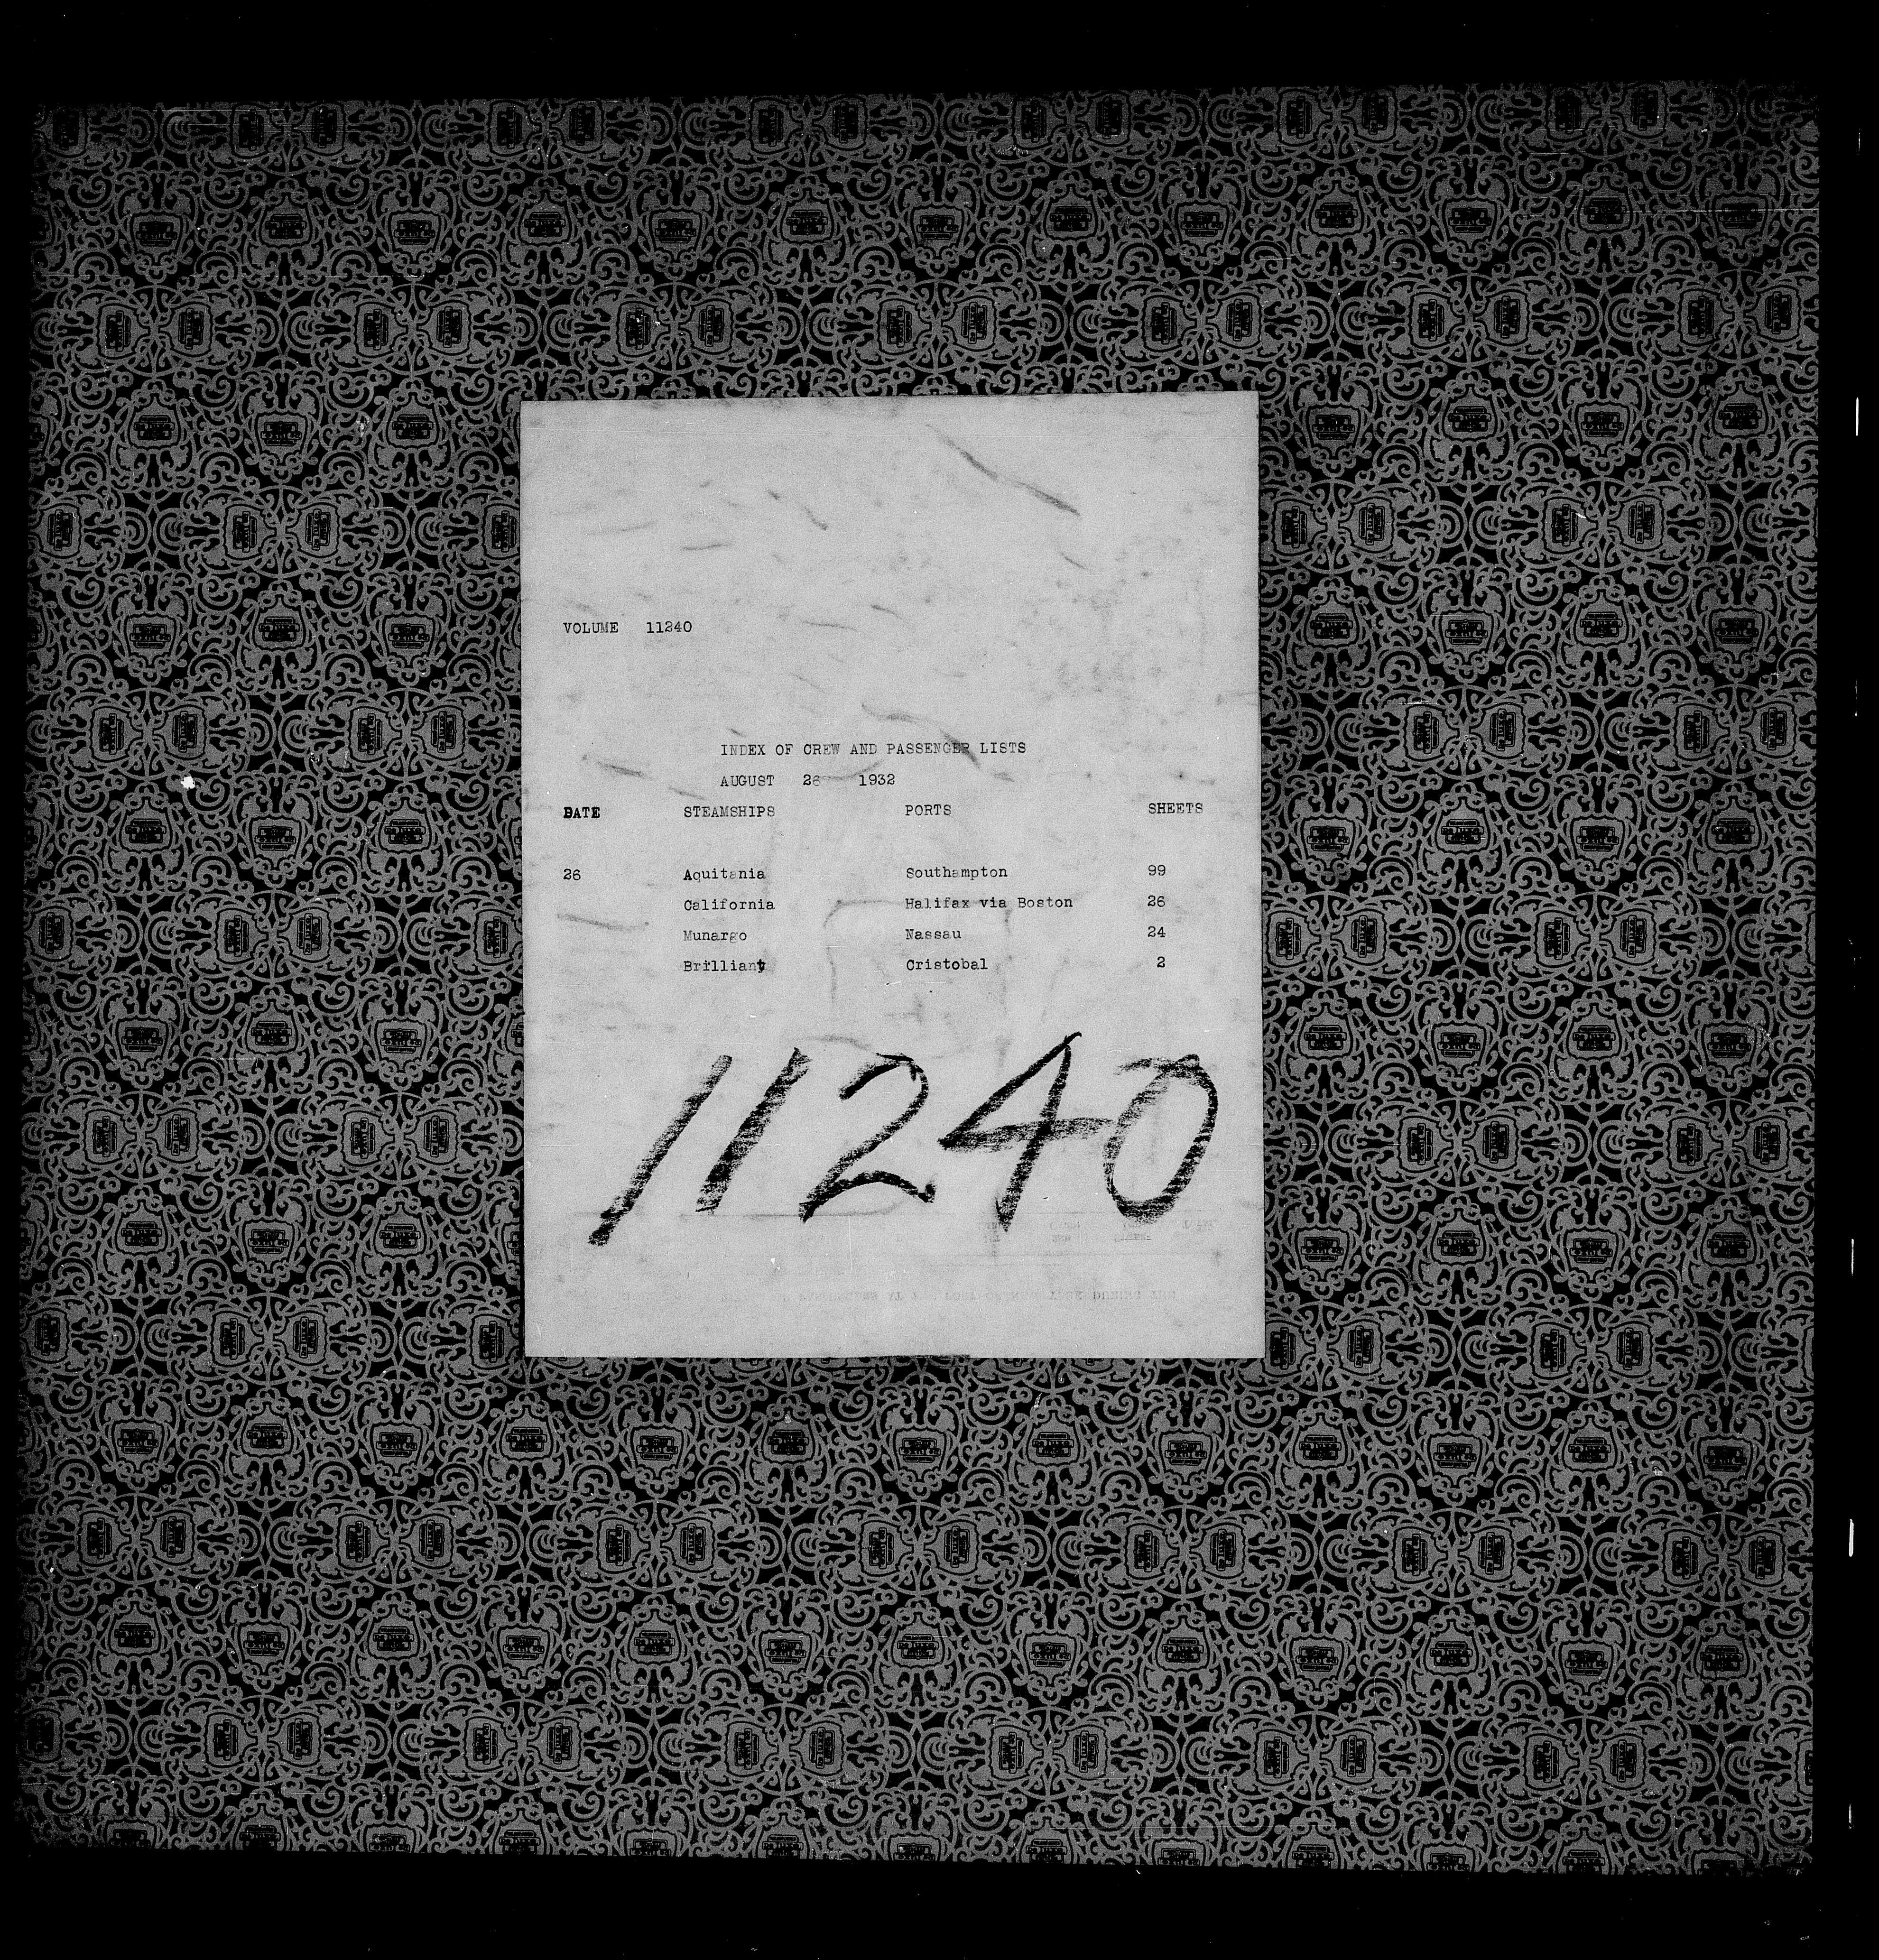 VOLUME 11240
INDEX OF CREW AND PASSENGER LISTS
AUGUST 26 1932
DATE STEAMSHIPS PORTS SHEETS
26 Aquitania Southampton 99
California Halifax via Boston 26
Munargo Nassau 24
Brilliant Cristobal 2
11240